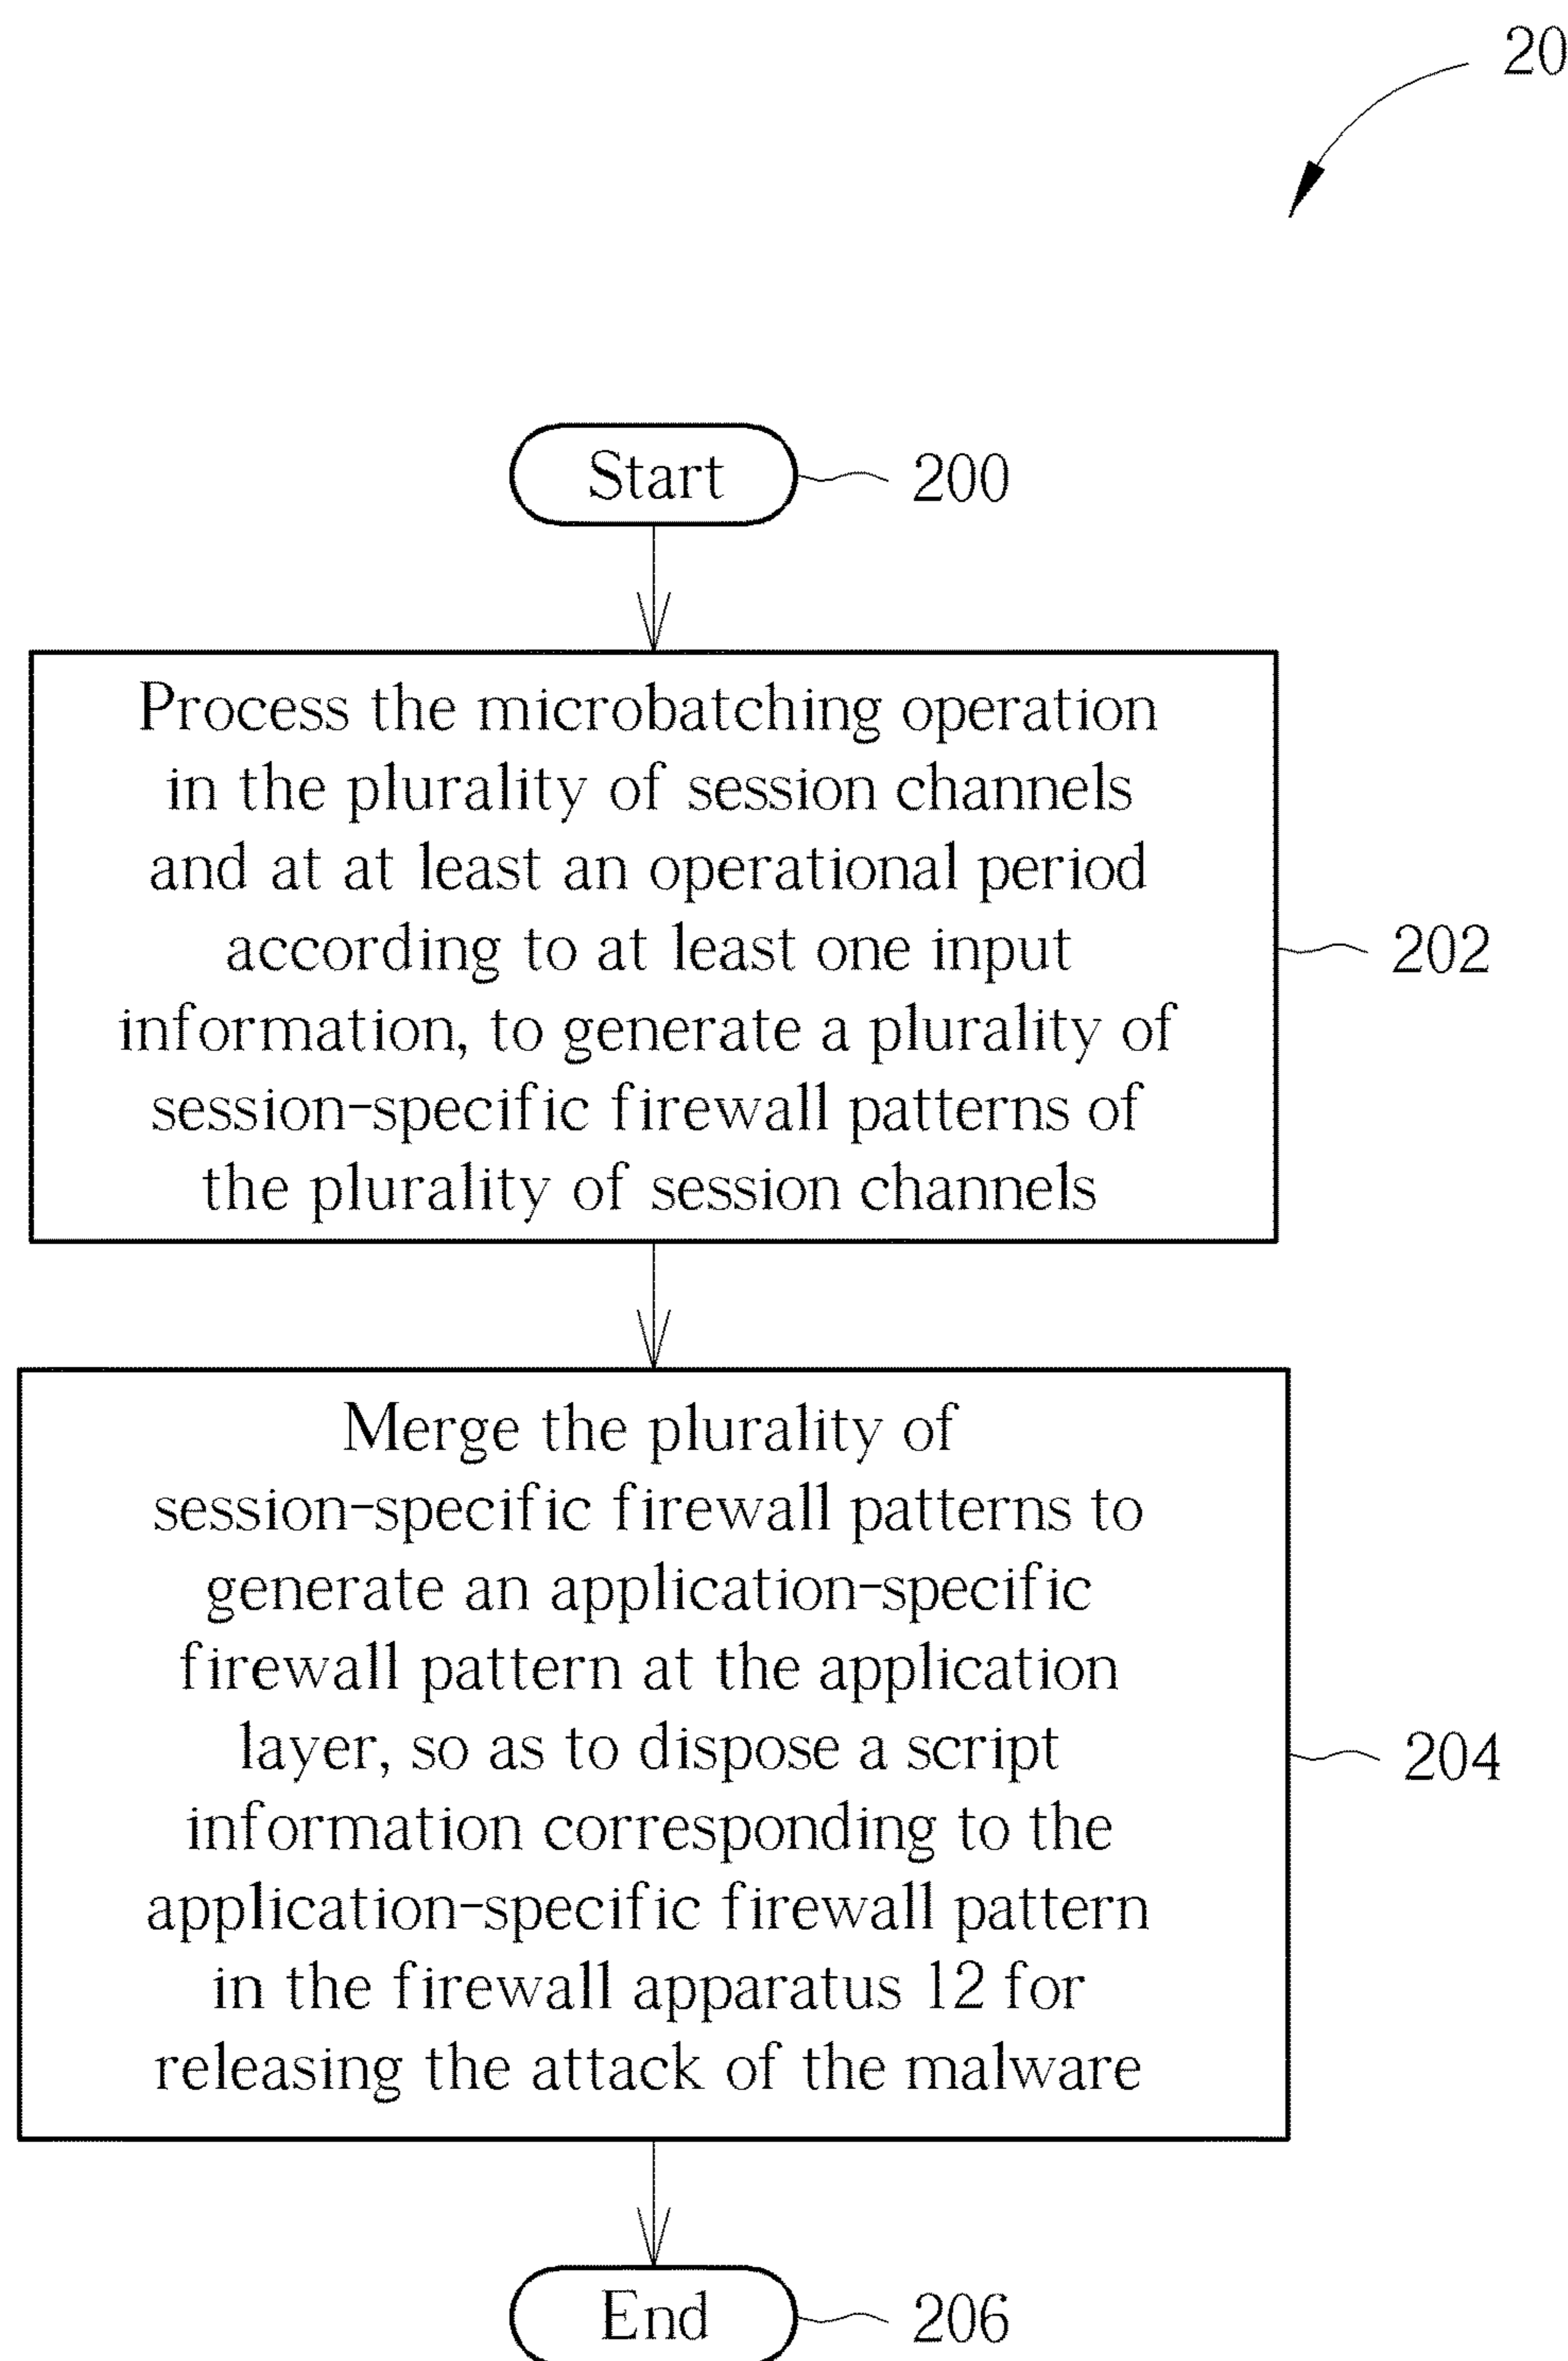 20
Start
200
Process the microbatching operation
in the plurality of session channels
and at at least an operational period
according to at least one input
information, to generate a plurality of
session-specific firewall patterns of
the plurality of session channels
202
Merge the plurality of
session-specific firewall patterns to
generate an application-specific
firewall pattern at the application
layer, so as to dispose a script
information corresponding to the
application-specific firewall pattern
in the firewall apparatus 12 for
releasing the attack of the malware
204
End
206